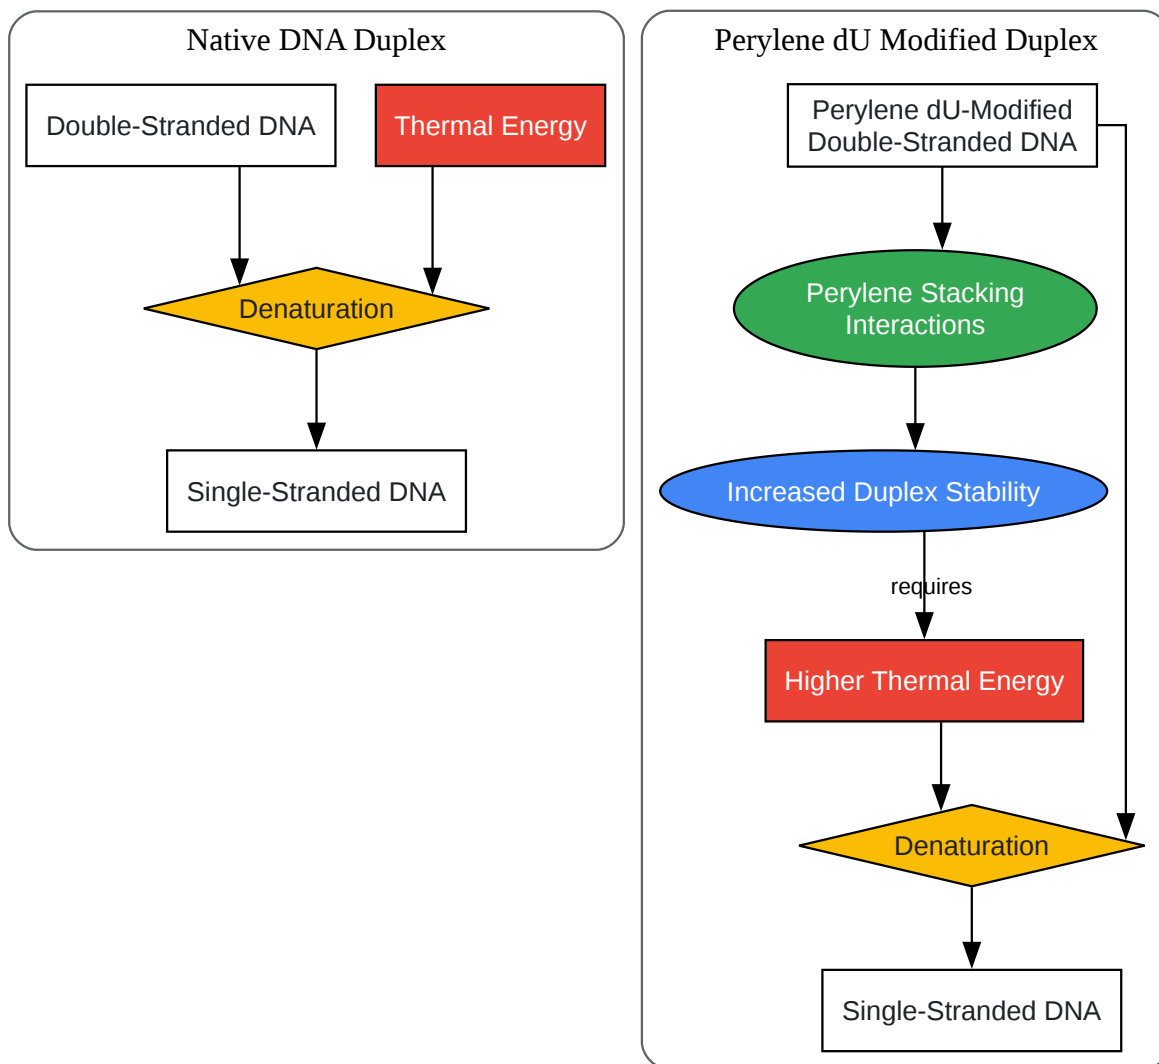 Native DNA Duplex
Double-Stranded DNA
Thermal Energy
Denaturation
Single-Stranded DNA
Perylene dU Modified Duplex
Perylene dU-Modified
Double-Stranded DNA
Perylene Stacking
Interactions
Increased Duplex Stability
requires
Higher Thermal Energy
Denaturation
Single-Stranded DNA